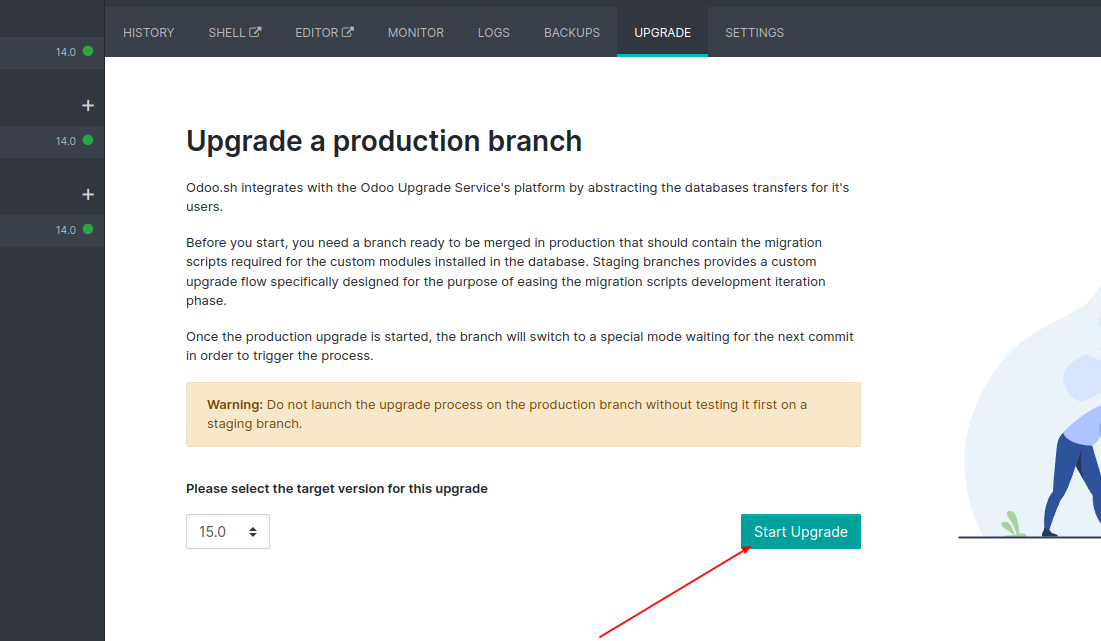 HISTORY SHELL EDITOR MONITOR LOGS BACKUPS UPGRADE SETTINGS
14.0
+
14.0
+
14.0
Upgrade a production branch
Odoo.sh integrates with the Odoo Upgrade Service's platform by abstracting the databases transfers for it's
users.
Before you start, you need a branch ready to be merged in production that should contain the migration
scripts required for the custom modules installed in the database. Staging branches provides a custom
upgrade flow specifically designed for the purpose of easing the migration scripts development iteration
phase.
Once the production upgrade is started, the branch will switch to a special mode waiting for the next commit
in order to trigger the process.
Warning: Do not launch the upgrade process on the production branch without testing it first on a
staging branch.
Please select the target version for this upgrade
15.0
Start Upgrade